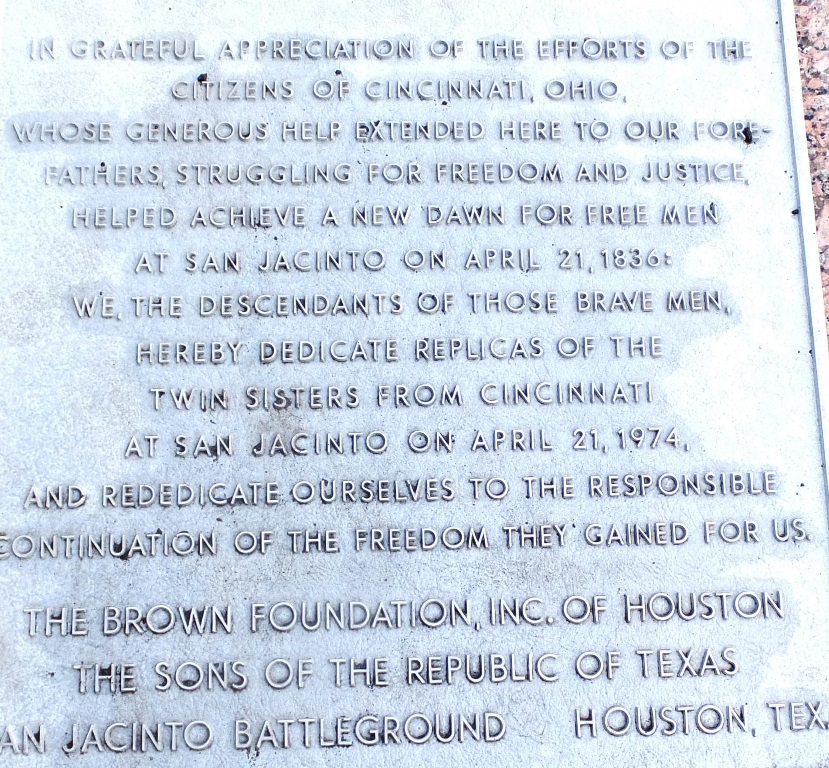 IN GRATEFUL APPRECIATION OF THE EFFORTS OF THE
CITIZENS OF CINCINNATI, OHIO,
WHOSE GENEROUS HELP EXTENDED HERE TO OUR FORE-
FATHERS, STRUGGLING FOR FREEDOM AND JUSTICE,
HELPED ACHIEVE A NEW DAWN FOR FREE MEN
AT SAN JACINTO ON APRIL 21, 1836:
WE, THE DESCENDANTS OF THOSE BRAVE MEN,
HEREBY DEDICATE REPLICAS OF THE
TWIN SISTERS FROM CINCINNATI
AT SAN JACINTO ON APRIL 21, 1974,
AND REDEDICATE OURSELVES TO THE RESPONSIBLE
CONTINUATION OF THE FREEDOM THEY GAINED FOR US.
THE BROWN FOUNDATION, INC. OF HOUSTON
THE SONS OF THE REPUBLIC OF TEXAS
AN JACINTO BATTLEGROUND HOUSTON, TEX.